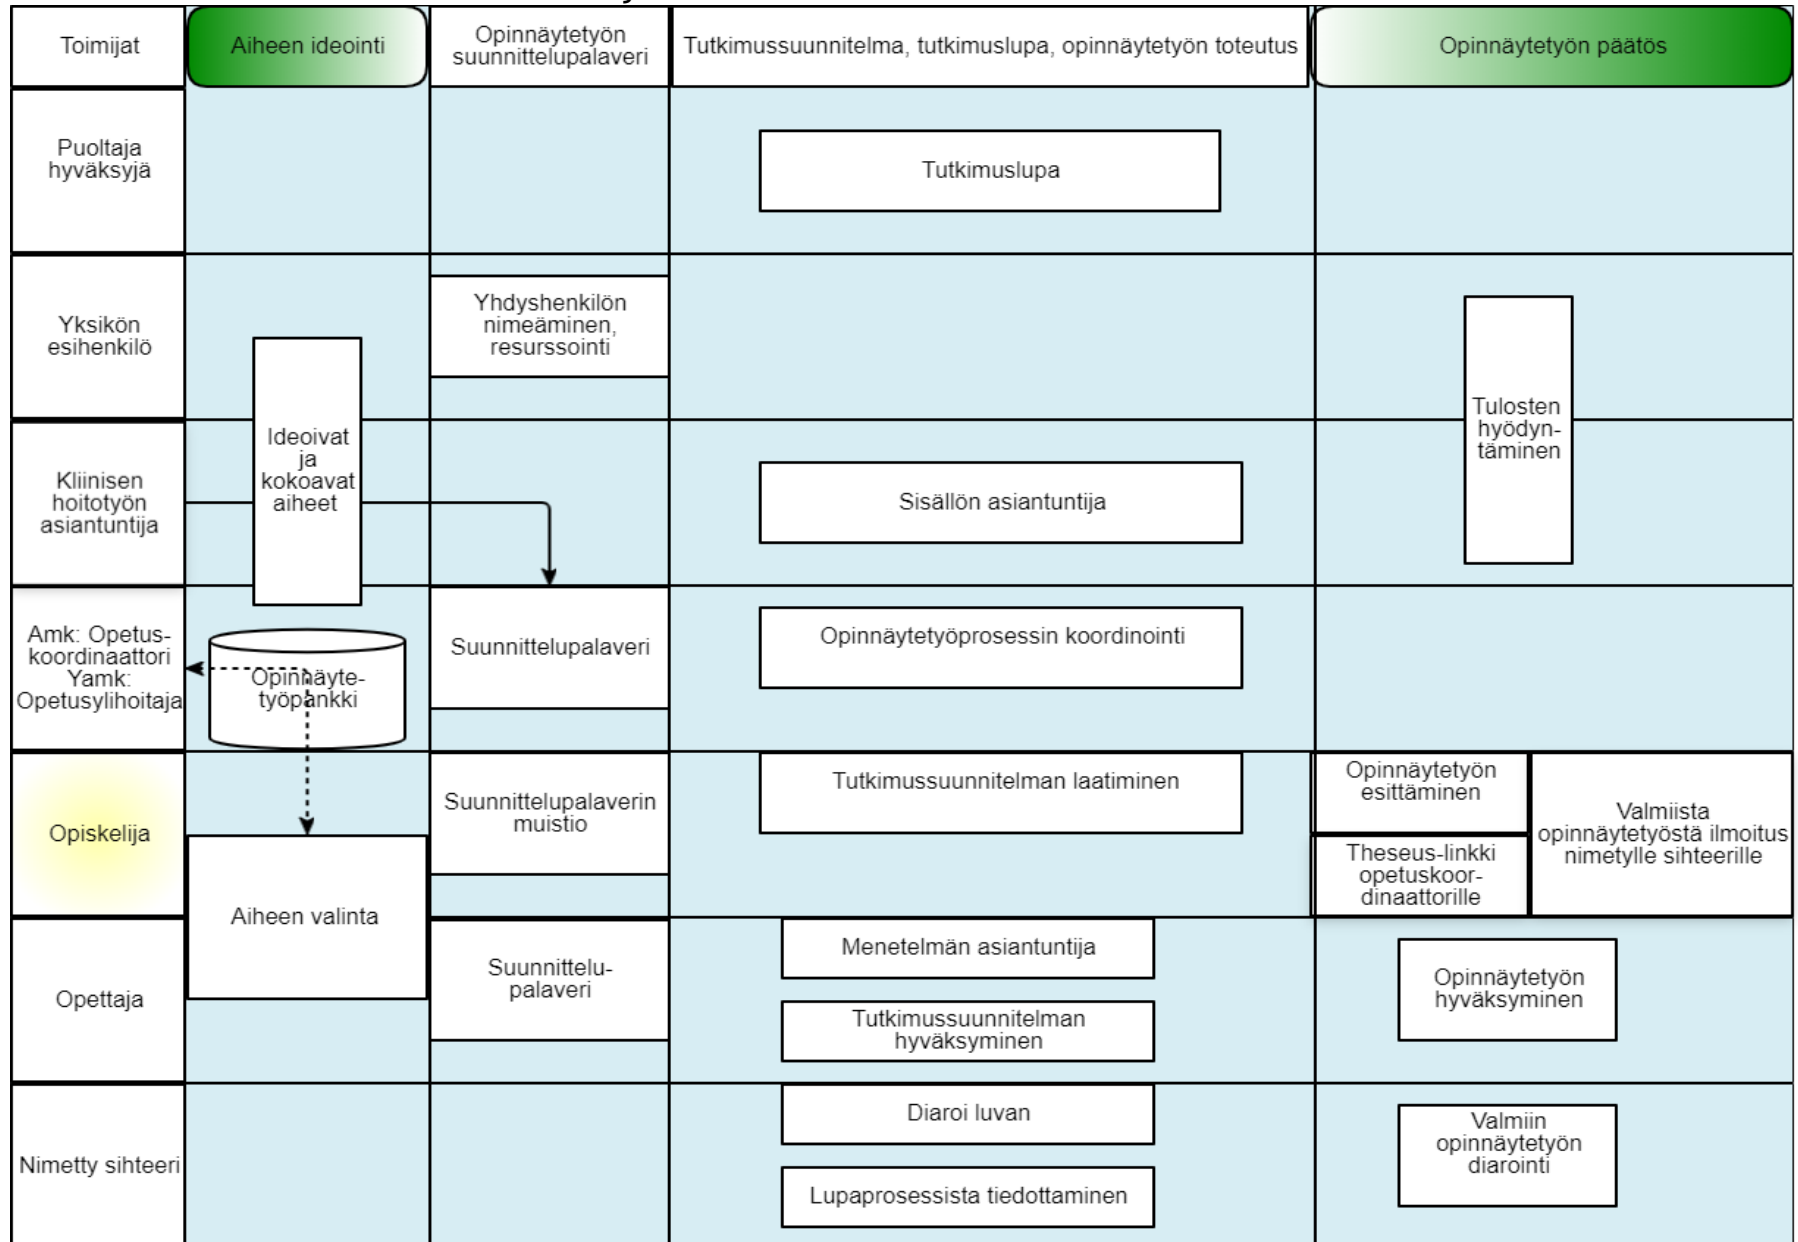 Toimijat
Aiheen ideointi
Opinnäytetyön
suunnittelupalaveri
Tutkimussuunnitelma, tutkimuslupa, opinnäytetyön toteutus
Opinnäytetyön päätös
Puoltaja
hyväksyjä
Tutkimuslupa
Yksikön
esihenkilö
Yhdyshenkilön
nimeäminen,
resurssointi
Ideoivat
ja
kokoavat
aiheet
Tulosten
hyödyn-
täminen
Kliinisen
hoitotyön
asiantuntija
Sisällön asiantuntija
Amk: Opetus-
koordinaattori
Yamk:
Opetusylihoitaja
Opinnäyte-
työpankki
Suunnittelupalaveri
Opinnäytetyöprosessin koordinointi
Opiskelija
Aiheen valinta
Suunnittelupalaverin
muistio
Tutkimussuunnitelman laatiminen
Opinnäytetyön
esittäminen
Theseus-linkki
opetuskoor-
dinaattorille
Valmiista
opinnäytetyöstä ilmoitus
nimetylle sihteerille
Opettaja
Suunnittelu-
palaveri
Menetelmän asiantuntija
Tutkimussuunnitelman
hyväksyminen
Opinnäytetyön
hyväksyminen
Nimetty sihteeri
Diaroi luvan
Lupaprosessista tiedottaminen
Valmiin
opinnäytetyön
diarointi